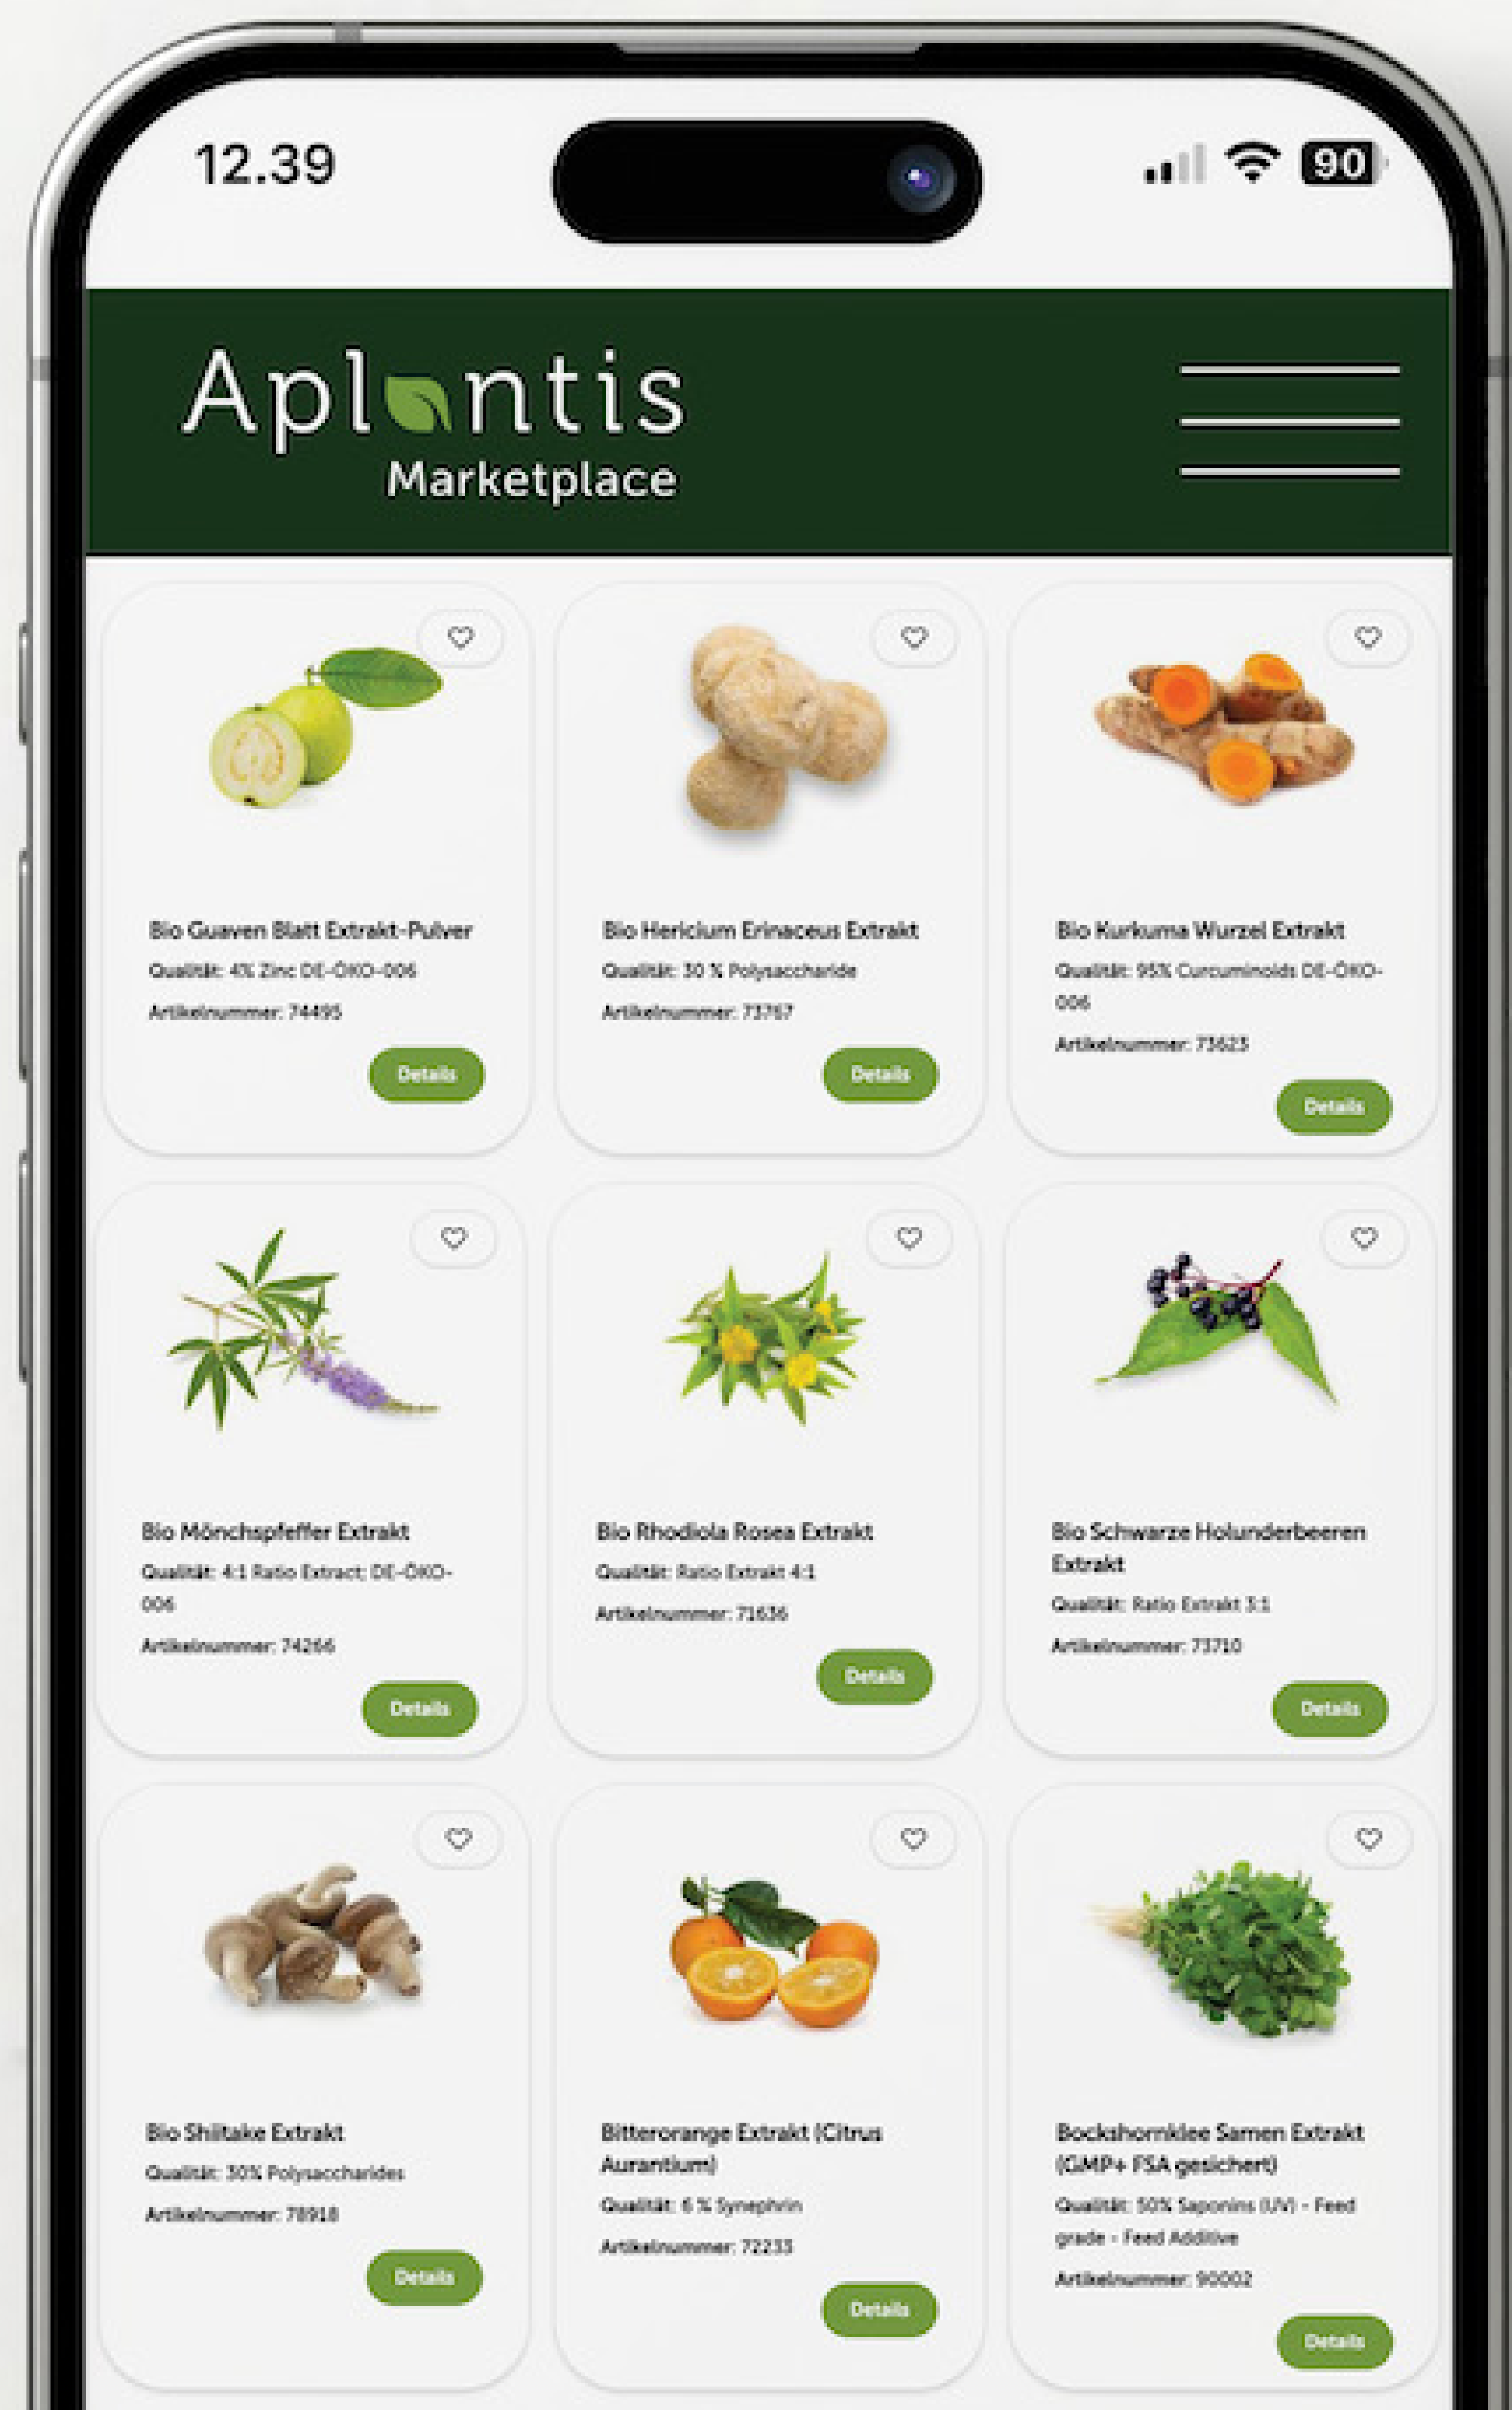 12.39
90
Aplantis
Marketplace
Bio Guaven Blatt Extrakt-Pulver
Qualität: 4% Zinc DE-ÖKO-006
Artikelnummer: 74495
Details
Bio Hericium Erinaceus Extrakt
Qualität: 30 % Polysaccharide
Artikelnummer: 73767
Details
Bio Kurkuma Wurzel Extrakt
Qualität: 95% Curcuminoids DE-ÖKO-
006
Artikelnummer: 73623
Details
Bio Mönchspfeffer Extrakt
Qualität: 4:1 Ratio Extract; DE-ÖKO-
006
Artikelnummer: 74266
Details
Bio Rhodiola Rosea Extrakt
Qualität: Ratio Extrakt 4:1
Artikelnummer: 71636
Details
Bio Schwarze Holunderbeeren
Extrakt
Qualität: Ratio Extrakt 3:1
Artikelnummer: 73710
Details
Bio Shiitake Extrakt
Qualität: 30% Polysaccharides
Artikelnummer: 78918
Details
Bitterorange Extrakt (Citrus
Aurantium)
Qualität: 6 % Synephrin
Artikelnummer: 72233
Details
Bockshornklee Samen Extrakt
(GMP+ FSA gesichert)
Qualität: 50% Saponins (UV) - Feed
grade - Feed Additive
Artikelnummer: 90002
Details